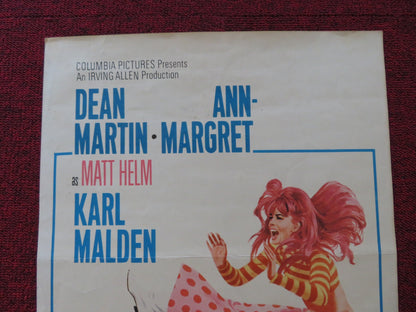 COLUMBIA PICTURES Presents
An IRVING ALLEN Production
DEAN ANN-
MARTIN · MARGRET
as MATT HELM
KARL
MALDEN